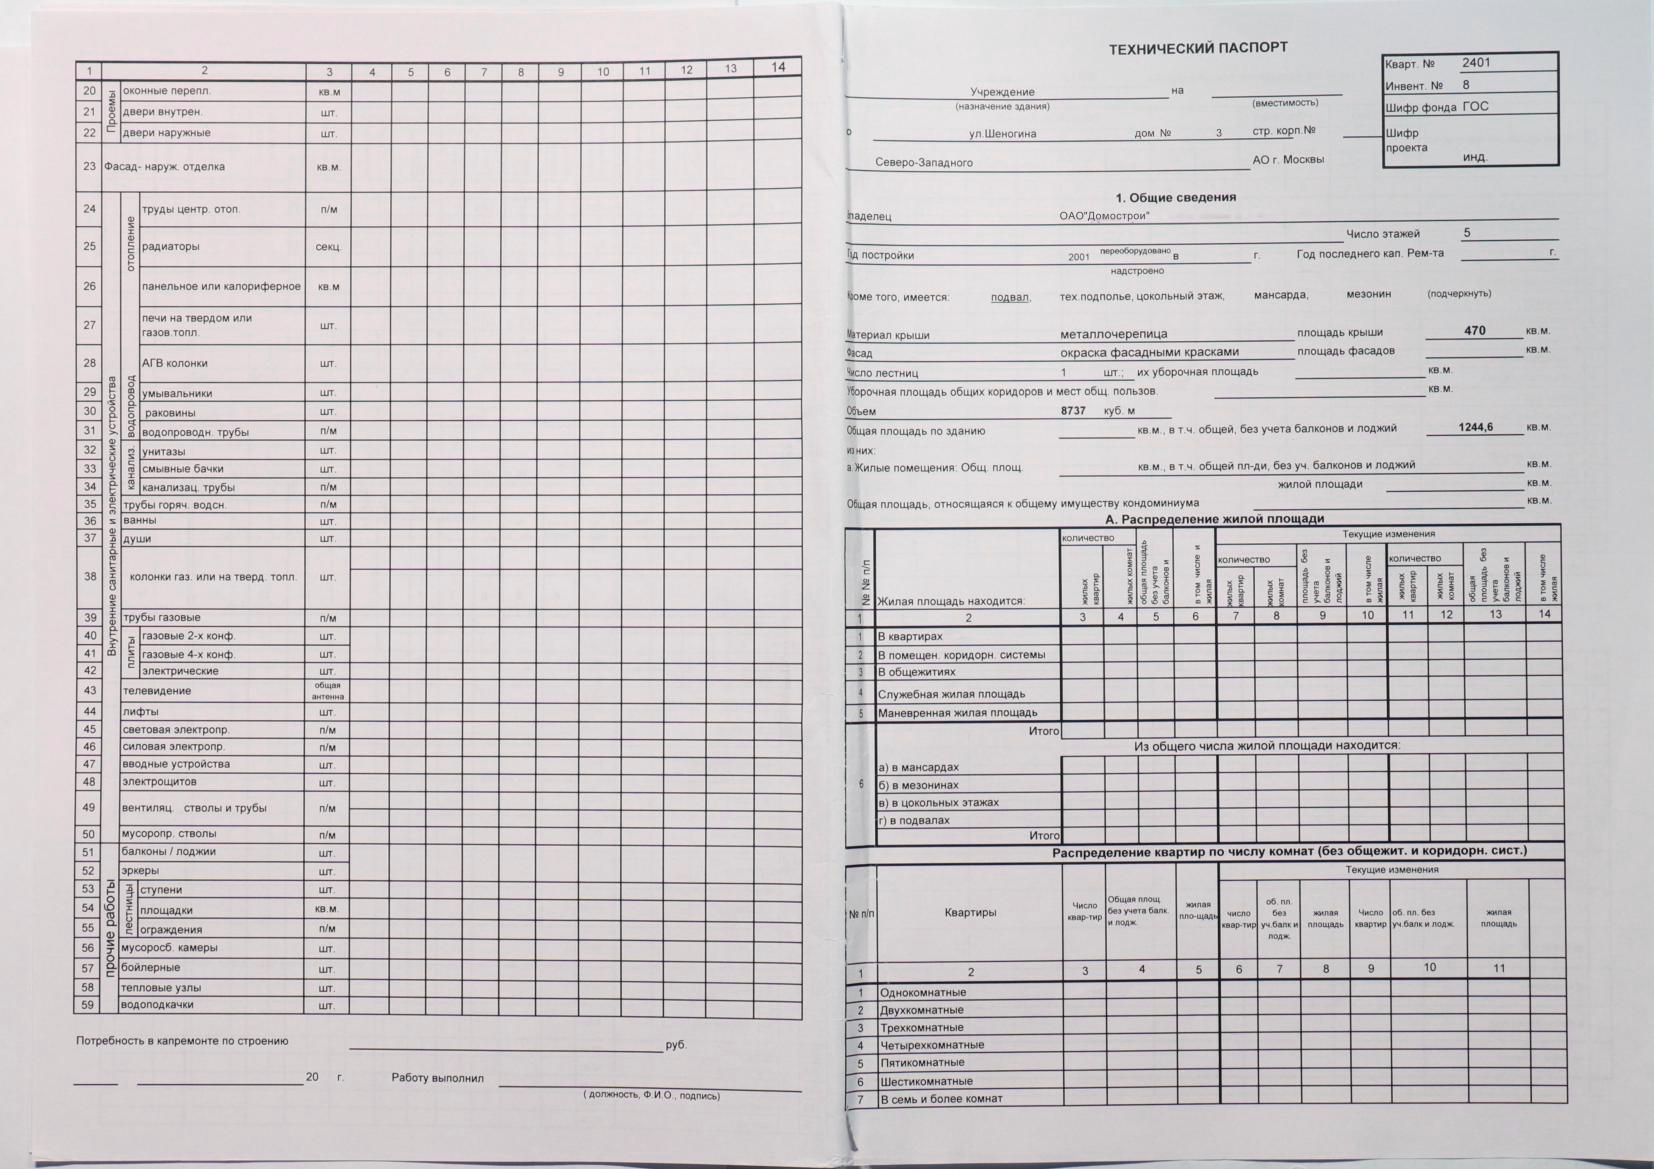 1 2 3 4 5 6 7 8 9 10 11 12 13 14
Проемы
20 оконные перепл. кв.м
21 двери внутрен. шт.
22 двери наружные шт.
23 Фасад- наруж. отделка кв.м.
Внутренние санитарные и электрические устройства
отопление
24 труды центр. отоп. п/м
25 радиаторы секц.
26 панельное или калориферное кв.м
27 печи на твердом или
газов.топл. шт.
28 АГВ колонки шт.
водопровод
29 умывальники шт.
30 раковины шт.
31 водопроводн. трубы п/м
канализ.
32 унитазы шт.
33 смывные бачки шт.
34 канализац. трубы п/м
35 трубы горяч. водсн. п/м
36 ванны шт.
37 души шт.
38 колонки газ. или на тверд. топл. шт.
39 трубы газовые п/м
плиты
40 газовые 2-х конф. шт.
41 газовые 4-х конф. шт.
42 электрические шт.
43 телевидение общая
антенна
44 лифты шт.
45 световая электропр. п/м
46 силовая электропр. п/м
47 вводные устройства шт.
48 электрощитов шт.
49 вентиляц. стволы и трубы п/м
50 мусоропр. стволы п/м
прочие работы
51 балконы / лоджии шт.
52 эркеры шт.
лестницы
53 ступени шт.
54 площадки кв.м.
55 ограждения п/м
56 мусоросб. камеры шт.
57 бойлерные шт.
58 тепловые узлы шт.
59 водоподкачки шт.
Потребность в капремонте по строению руб.
20 г. Работу выполнил
( должность, Ф.И.О., подпись)
ТЕХНИЧЕСКИЙ ПАСПОРТ
Кварт. № 2401
Инвент. № 8
Шифр фонда ГОС
Шифр
проекта
инд.
Учреждение на
(назначение здания) (вместимость)
о ул.Шеногина дом № 3 стр. корп.№
Северо-Западного АО г. Москвы
1. Общие сведения
владелец ОАО"Домострои"
Число этажей 5
Год постройки 2001 переоборудовано в г. Год последнего кап. Рем-та г.
надстроено
Кроме того, имеется: подвал, тех.подполье, цокольный этаж, мансарда, мезонин (подчеркнуть)
Материал крыши металлочерепица площадь крыши 470 кв.м.
Фасад окраска фасадными красками площадь фасадов кв.м.
Число лестниц 1 шт.; их уборочная площадь кв.м.
Уборочная площадь общих коридоров и мест общ. пользов. кв.м.
Объем 8737 куб. м
Общая площадь по зданию кв.м., в т.ч. общей, без учета балконов и лоджий 1244,6 кв.м.
из них:
а.Жилые помещения: Общ. площ. кв.м., в т.ч. общей пл-ди, без уч. балконов и лоджий кв.м.
жилой площади кв.м.
Общая площадь, относящаяся к общему имуществу кондоминиума кв.м.
А. Распределение жилой площади
№ № п/п Жилая площадь находится: количество жилых квартир жилых комнат общая площадь без учета балконов и в том числе и жилая
Текущие изменения
количество жилых квартир жилых комнат площадь без учета балконов и лоджий в том числе жилая
количество жилых квартир жилых комнат общая площадь без учета балконов и лоджий в том числе жилая
1 2 3 4 5 6 7 8 9 10 11 12 13 14
1 В квартирах
2 В помещен. коридорн. системы
3 В общежитиях
4 Служебная жилая площадь
5 Маневренная жилая площадь
Итого
Из общего числа жилой площади находится:
а) в мансардах
6 б) в мезонинах
в) в цокольных этажах
г) в подвалах
Итого
Распределение квартир по числу комнат (без общежит. и коридорн. сист.)
Текущие изменения
№ п/п Квартиры Число квар-тир Общая площ. без учета балк. и лодж. жилая пло-щадь число квар-тир об. пл. без уч.балк и лодж. жилая площадь Число квартир об. пл. без уч.балк и лодж. жилая площадь
1 2 3 4 5 6 7 8 9 10 11
1 Однокомнатные
2 Двухкомнатные
3 Трехкомнатные
4 Четырехкомнатные
5 Пятикомнатные
6 Шестикомнатные
7 В семь и более комнат